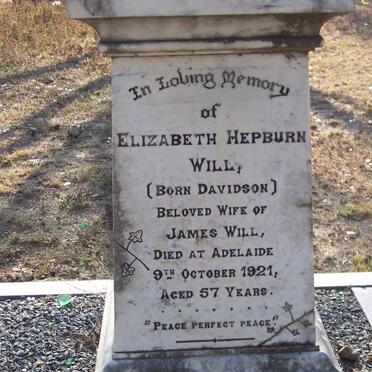 In Loving Memory
of
Elizabeth Hepburn
Will,
(Born Davidson)
Beloved Wife of
James Will,
Died at Adelaide
9th October 1921,
Aged 57 Years.
"Peace perfect peace"